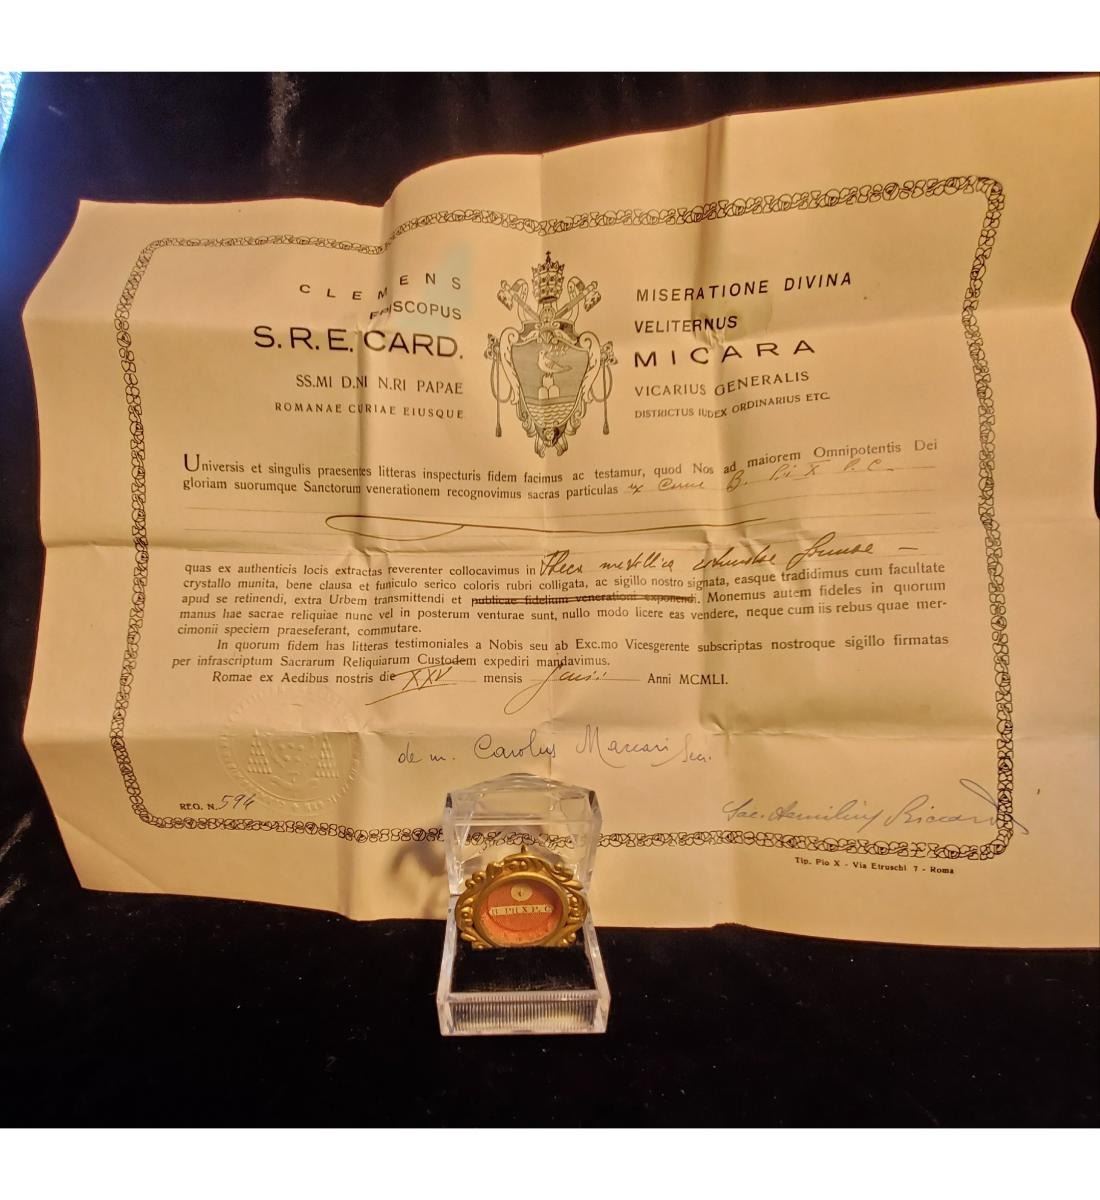 CLEMENS
EPISCOPUS
S.R.E. CARD.
SS.MI D.NI N.RI PAPAE
ROMANAE CURIAE EIUSQUE
MISERATIONE DIVINA
VELITERNUS
MICARA
VICARIUS GENERALIS
DISTRICTUS IUDEX ORDINARIUS ETC.
Universis et singulis praesentes litteras inspecturis fidem facimus ac testamur, quod Nos ad maiorem Omnipotentis Dei
gloriam suorumque Sanctorum venerationem recognovimus sacras particulas ex B. Pii X P. C.
quas ex authenticis locis extractas reverenter collocavimus in theca metallica formae
crystallo munita, bene clausa et funiculo serico coloris rubri colligata, ac sigillo nostro signata, easque tradidimus cum facultate
apud se retinendi, extra Urbem transmittendi et publicae fidelium venerationi exponendi. Monemus autem fideles in quorum
manus hae sacrae reliquiae nunc vel in posterum venturae sunt, nullo modo licere eas vendere, neque cum iis rebus quae mer-
cimonii speciem praeseferant, commutare.
In quorum fidem has litteras testimoniales a Nobis seu ab Exc.mo Vicesgerente subscriptas nostroque sigillo firmatas
per infrascriptum Sacrarum Reliquiarum Custodem expediri mandavimus.
Romae ex Aedibus nostris die XXV mensis Anni MCMLI.
de m. Carolus Maccari
REG. N. 594
Tip. Pio X - Via Etruschi 7 - Roma
PII X P. C